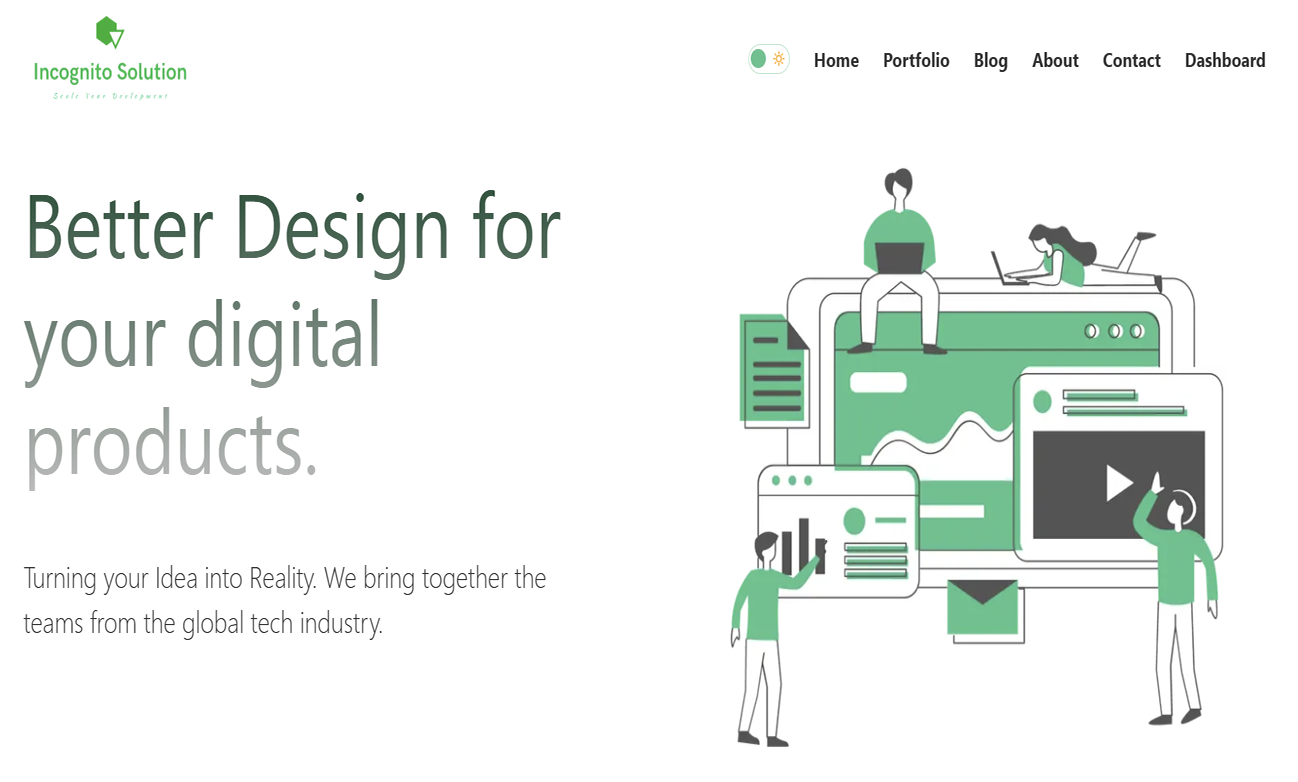 Incognito Solution
Scale Your Devlopment
Home Portfolio Blog About Contact Dashboard
Better Design for
your digital
products.
Turning your Idea into Reality. We bring together the
teams from the global tech industry.